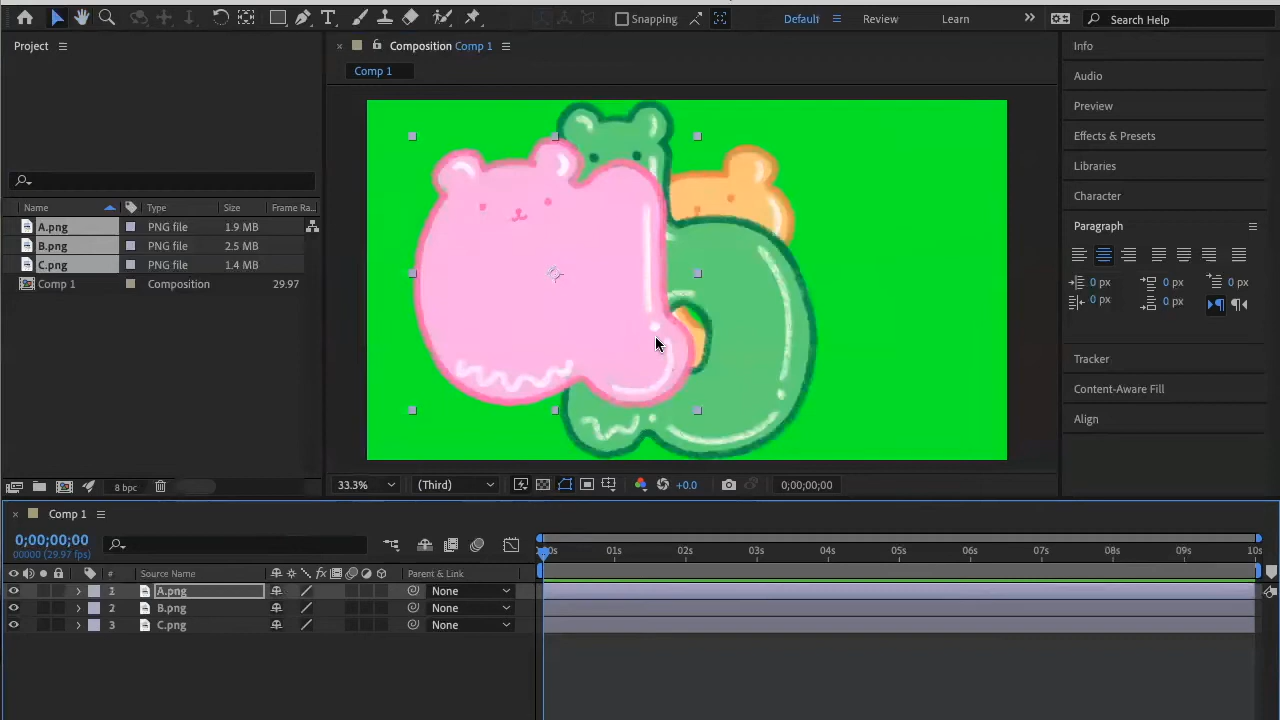 Snapping
Default
Review
Learn
Search Help
Project
Composition Comp 1
Comp 1
Name Type Size Frame Ra...
A.png PNG file 1.9 MB
B.png PNG file 2.5 MB
C.png PNG file 1.4 MB
Comp 1 Composition 29.97
8 bpc
33.3% (Third) +0.0 0;00;00;00
Info
Audio
Preview
Effects & Presets
Libraries
Character
Paragraph
0 px 0 px 0 px
0 px 0 px
Tracker
Content-Aware Fill
Align
Comp 1
0;00;00;00
00000 (29.97 fps)
# Source Name fx Parent & Link
01s 02s 03s 04s 05s 06s 07s 08s 09s 10s
1 A.png None
2 B.png None
3 C.png None